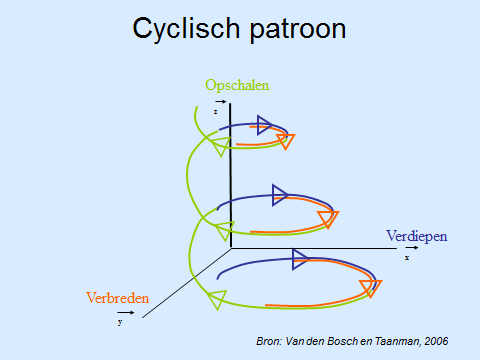 Cyclisch patroon
Opschalen
z
Verdiepen
x
Verbreden
y
Bron: Van den Bosch en Taanman, 2006